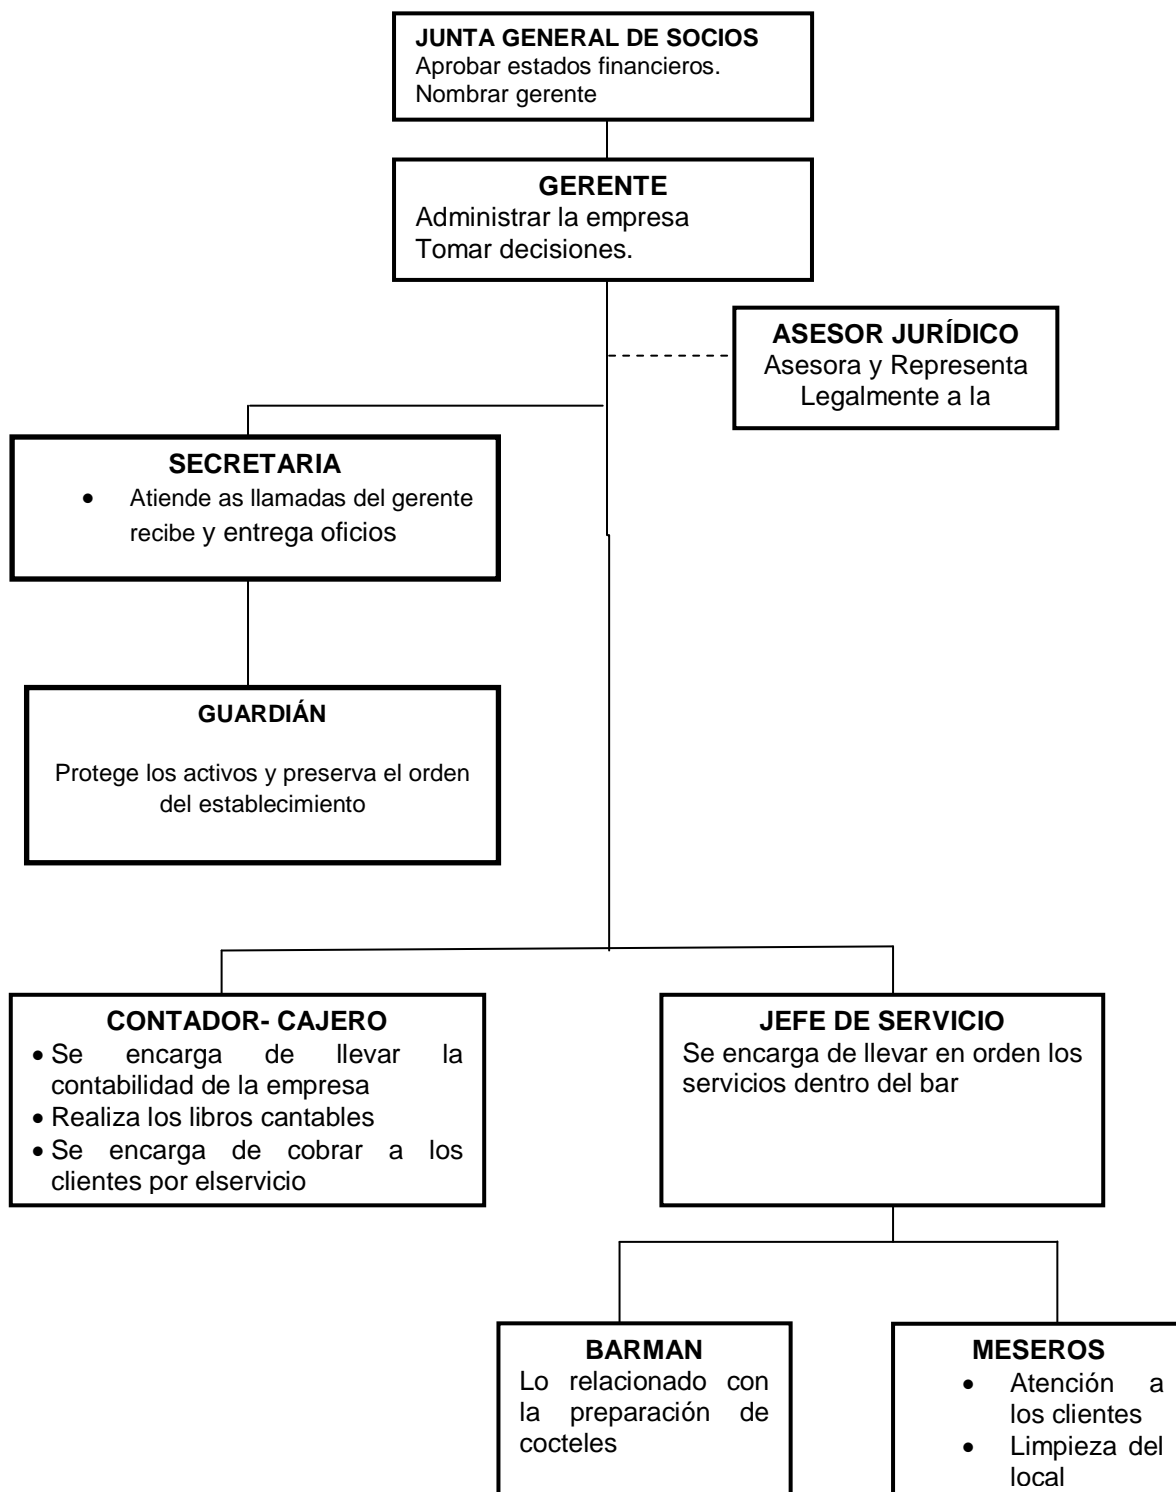 JUNTA GENERAL DE SOCIOS
Aprobar estados financieros.
Nombrar gerente
GERENTE
Administrar la empresa
Tomar decisiones.
ASESOR JURÍDICO
Asesora y Representa
Legalmente a la
SECRETARIA
• Atiende as llamadas del gerente
recibe y entrega oficios
GUARDIÁN
Protege los activos y preserva el orden
del establecimiento
CONTADOR- CAJERO
• Se encarga de llevar la
contabilidad de la empresa
• Realiza los libros cantables
• Se encarga de cobrar a los
clientes por elservicio
JEFE DE SERVICIO
Se encarga de llevar en orden los
servicios dentro del bar
BARMAN
Lo relacionado con
la preparación de
cocteles
MESEROS
• Atención a
los clientes
• Limpieza del
local